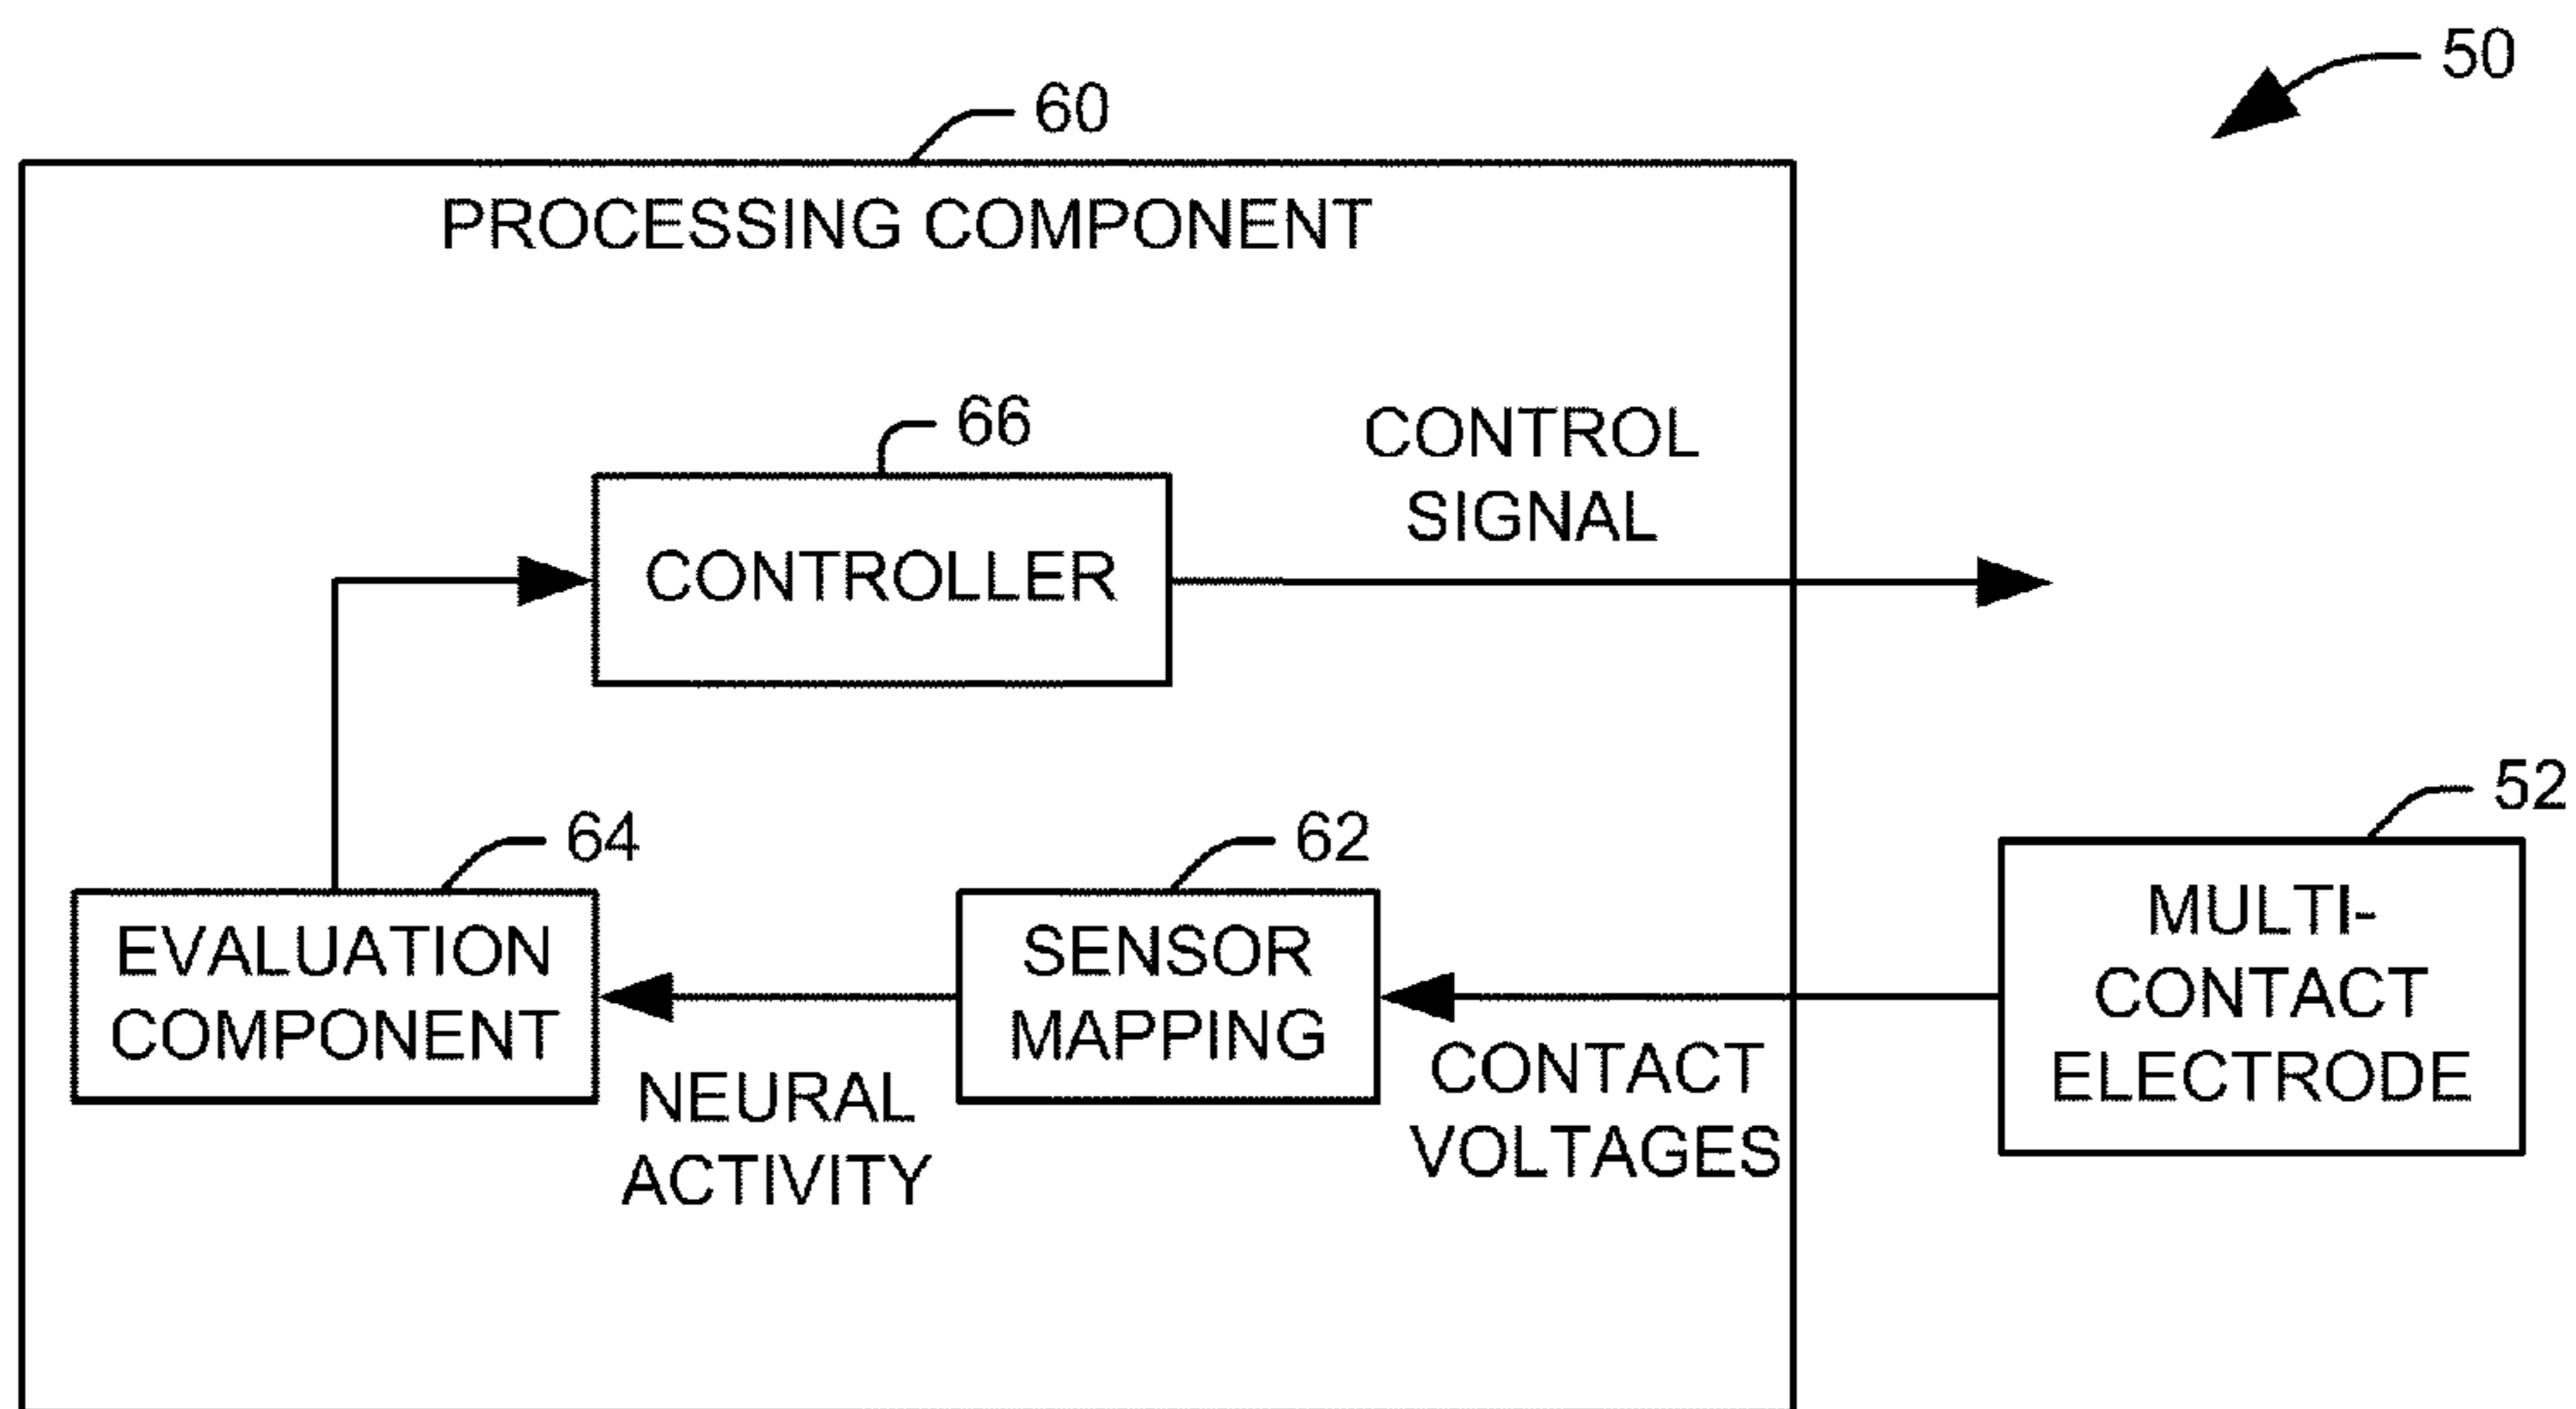 50
60
PROCESSING COMPONENT
66
CONTROLLER
CONTROL
SIGNAL
64
EVALUATION
COMPONENT
NEURAL
ACTIVITY
62
SENSOR
MAPPING
CONTACT
VOLTAGES
52
MULTI-
CONTACT
ELECTRODE